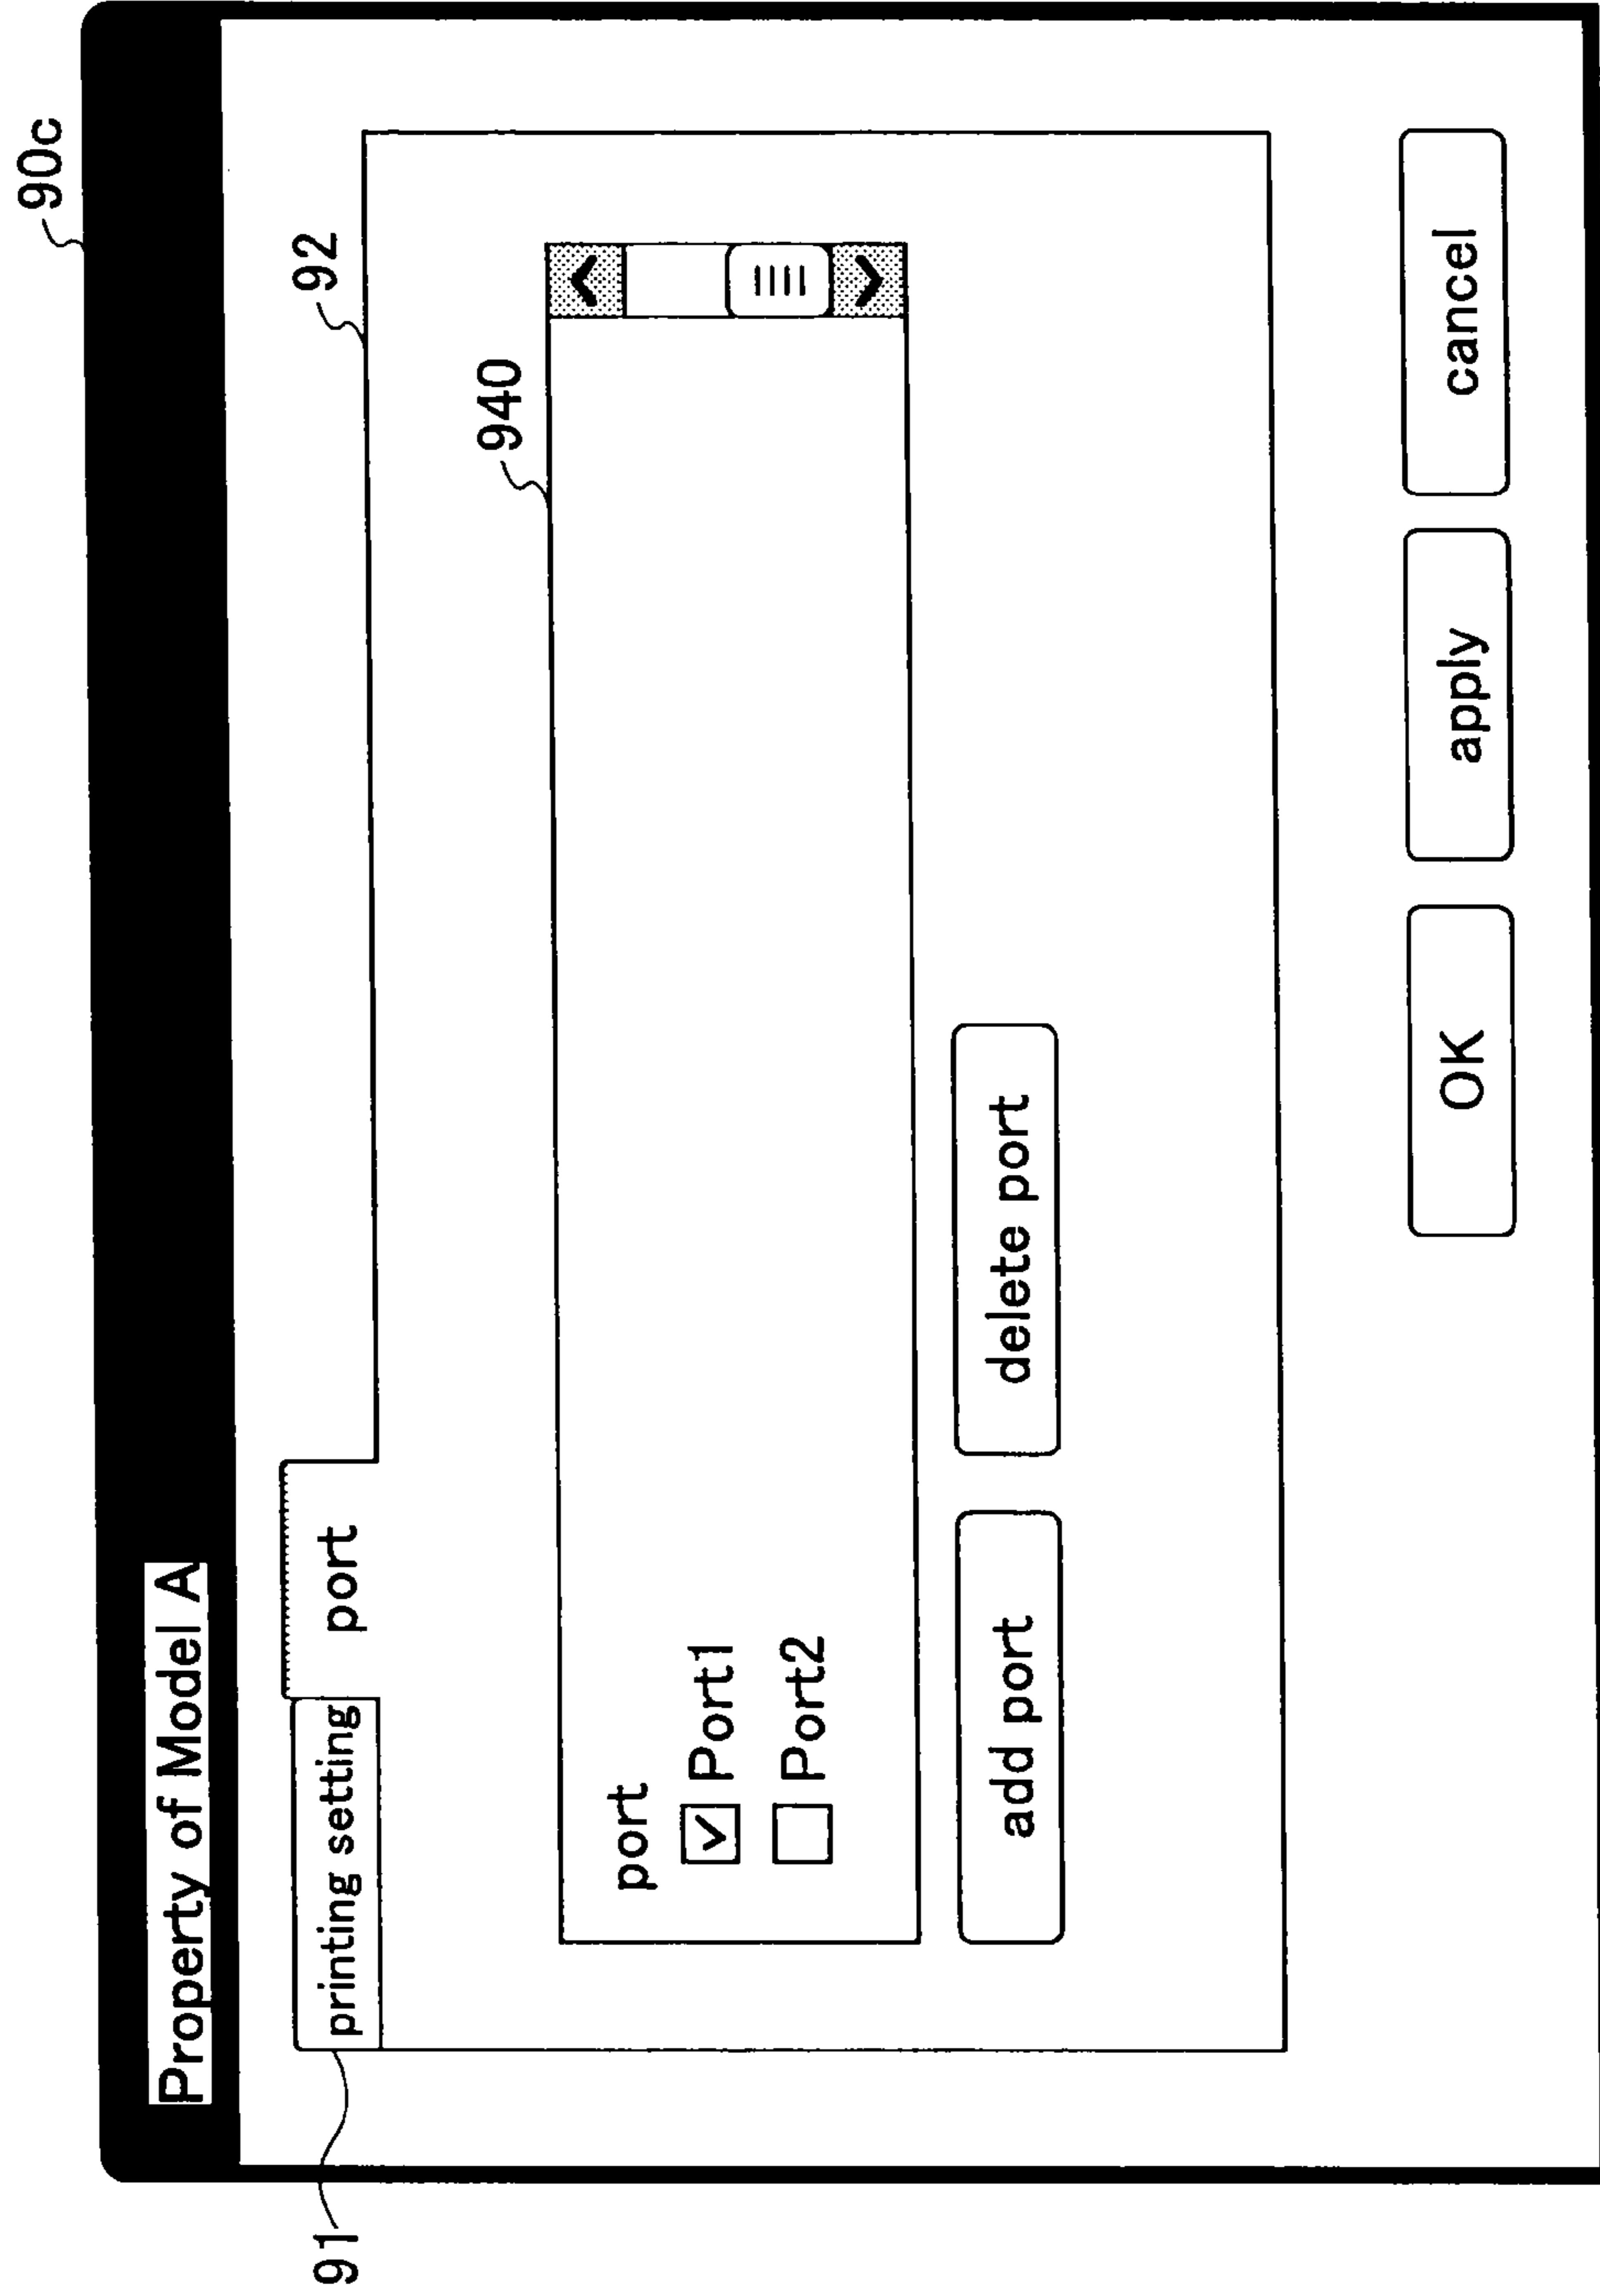 90c
Property of Model A
92
91
printing setting port
940
port
Port1
Port2
add port delete port
OK apply cancel